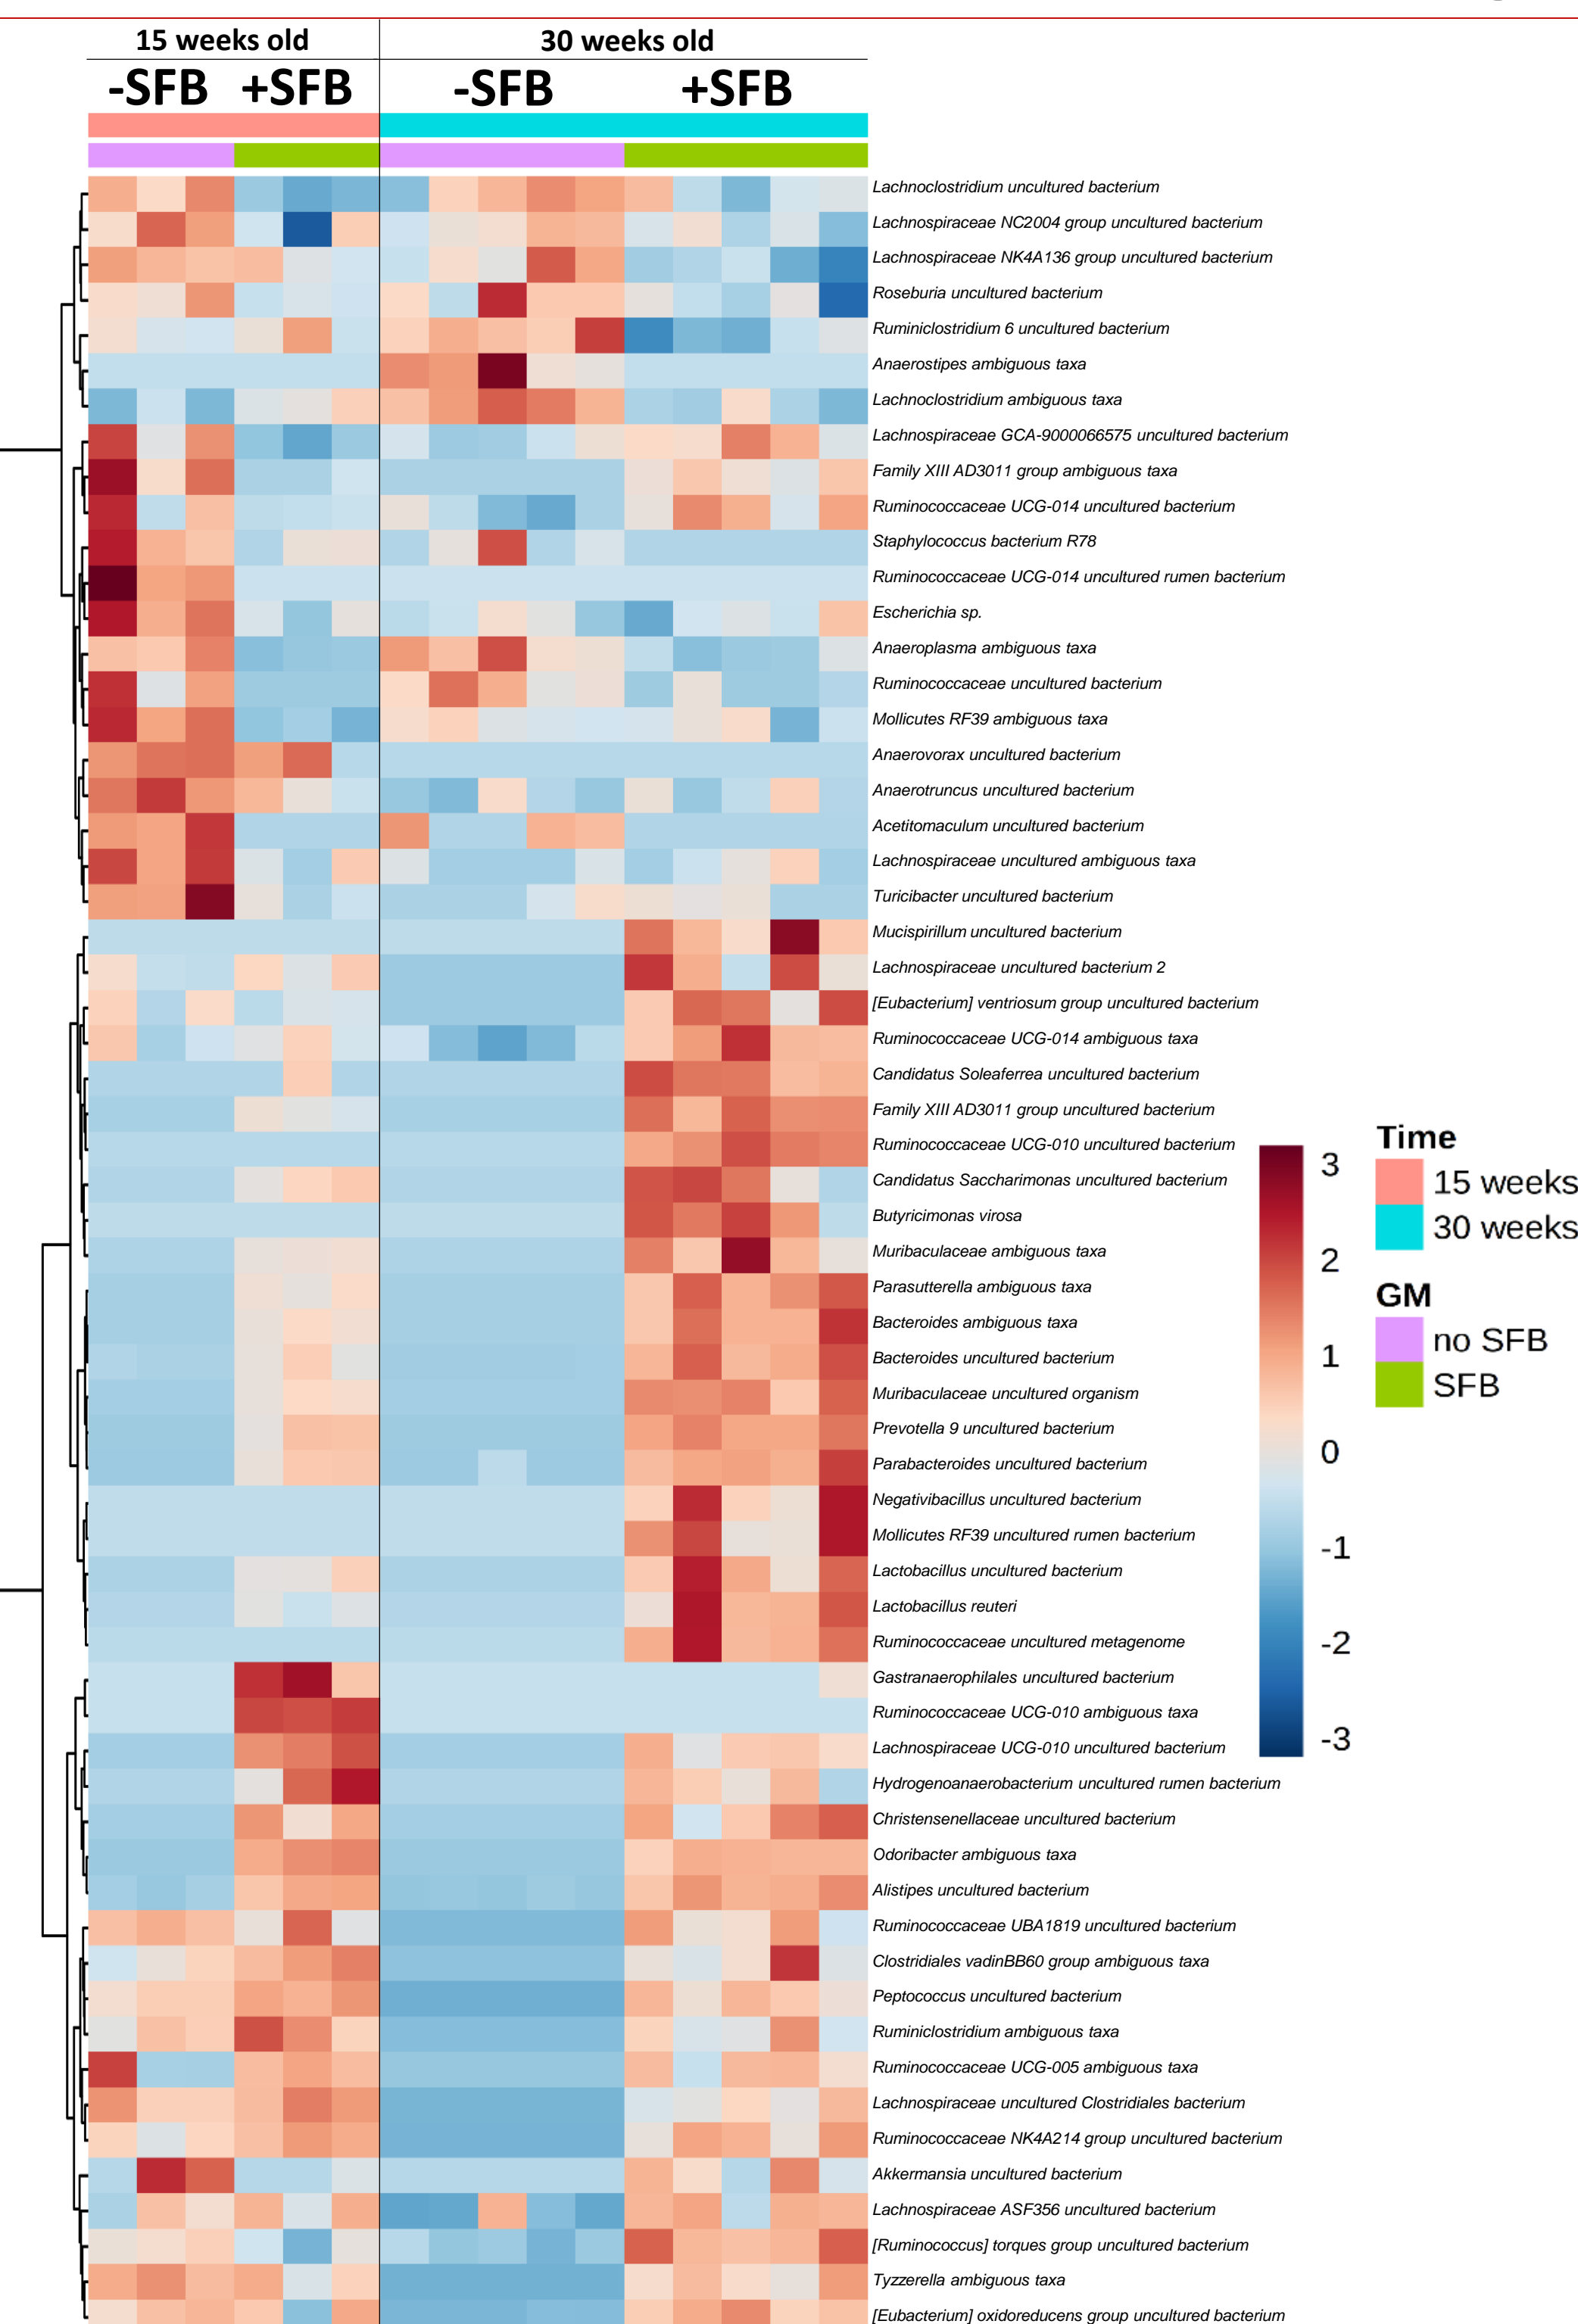 15 weeks old
30 weeks old
-SFB
+SFB
-SFB
+SFB
Lachnoclostridium uncultured bacterium
Lachnospiraceae NC2004 group uncultured bacterium
Lachnospiraceae NK4A136 group uncultured bacterium
Roseburia uncultured bacterium
Ruminiclostridium 6 uncultured bacterium
Anaerostipes ambiguous taxa
Lachnoclostridium ambiguous taxa
Lachnospiraceae GCA-9000066575 uncultured bacterium
Family XIII AD3011 group ambiguous taxa
Ruminococcaceae UCG-014 uncultured bacterium
Staphylococcus bacterium R78
Ruminococcaceae UCG-014 uncultured rumen bacterium
Escherichia sp.
Anaeroplasma ambiguous taxa
Ruminococcaceae uncultured bacterium
Mollicutes RF39 ambiguous taxa
Anaerovorax uncultured bacterium
Anaerotruncus uncultured bacterium
Acetitomaculum uncultured bacterium
Lachnospiraceae uncultured ambiguous taxa
Turicibacter uncultured bacterium
Mucispirillum uncultured bacterium
Lachnospiraceae uncultured bacterium 2
[Eubacterium] ventriosum group uncultured bacterium
Ruminococcaceae UCG-014 ambiguous taxa
Candidatus Soleaferrea uncultured bacterium
Family XIII AD3011 group uncultured bacterium
Ruminococcaceae UCG-010 uncultured bacterium
Candidatus Saccharimonas uncultured bacterium
Butyricimonas virosa
Muribaculaceae ambiguous taxa
Parasutterella ambiguous taxa
Bacteroides ambiguous taxa
Bacteroides uncultured bacterium
Muribaculaceae uncultured organism
Prevotella 9 uncultured bacterium
Parabacteroides uncultured bacterium
Negativibacillus uncultured bacterium
Mollicutes RF39 uncultured rumen bacterium
Lactobacillus uncultured bacterium
Lactobacillus reuteri
Ruminococcaceae uncultured metagenome
Gastranaerophilales uncultured bacterium
Ruminococcaceae UCG-010 ambiguous taxa
Lachnospiraceae UCG-010 uncultured bacterium
Hydrogenoanaerobacterium uncultured rumen bacterium
Christensenellaceae uncultured bacterium
Odoribacter ambiguous taxa
Alistipes uncultured bacterium
Ruminococcaceae UBA1819 uncultured bacterium
Clostridiales vadinBB60 group ambiguous taxa
Peptococcus uncultured bacterium
Ruminiclostridium ambiguous taxa
Ruminococcaceae UCG-005 ambiguous taxa
Lachnospiraceae uncultured Clostridiales bacterium
Ruminococcaceae NK4A214 group uncultured bacterium
Akkermansia uncultured bacterium
Lachnospiraceae ASF356 uncultured bacterium
[Ruminococcus] torques group uncultured bacterium
Tyzzerella ambiguous taxa
[Eubacterium] oxidoreducens group uncultured bacterium
3
2
1
0
-1
-2
-3
Time
15 weeks
30 weeks
GM
no SFB
SFB